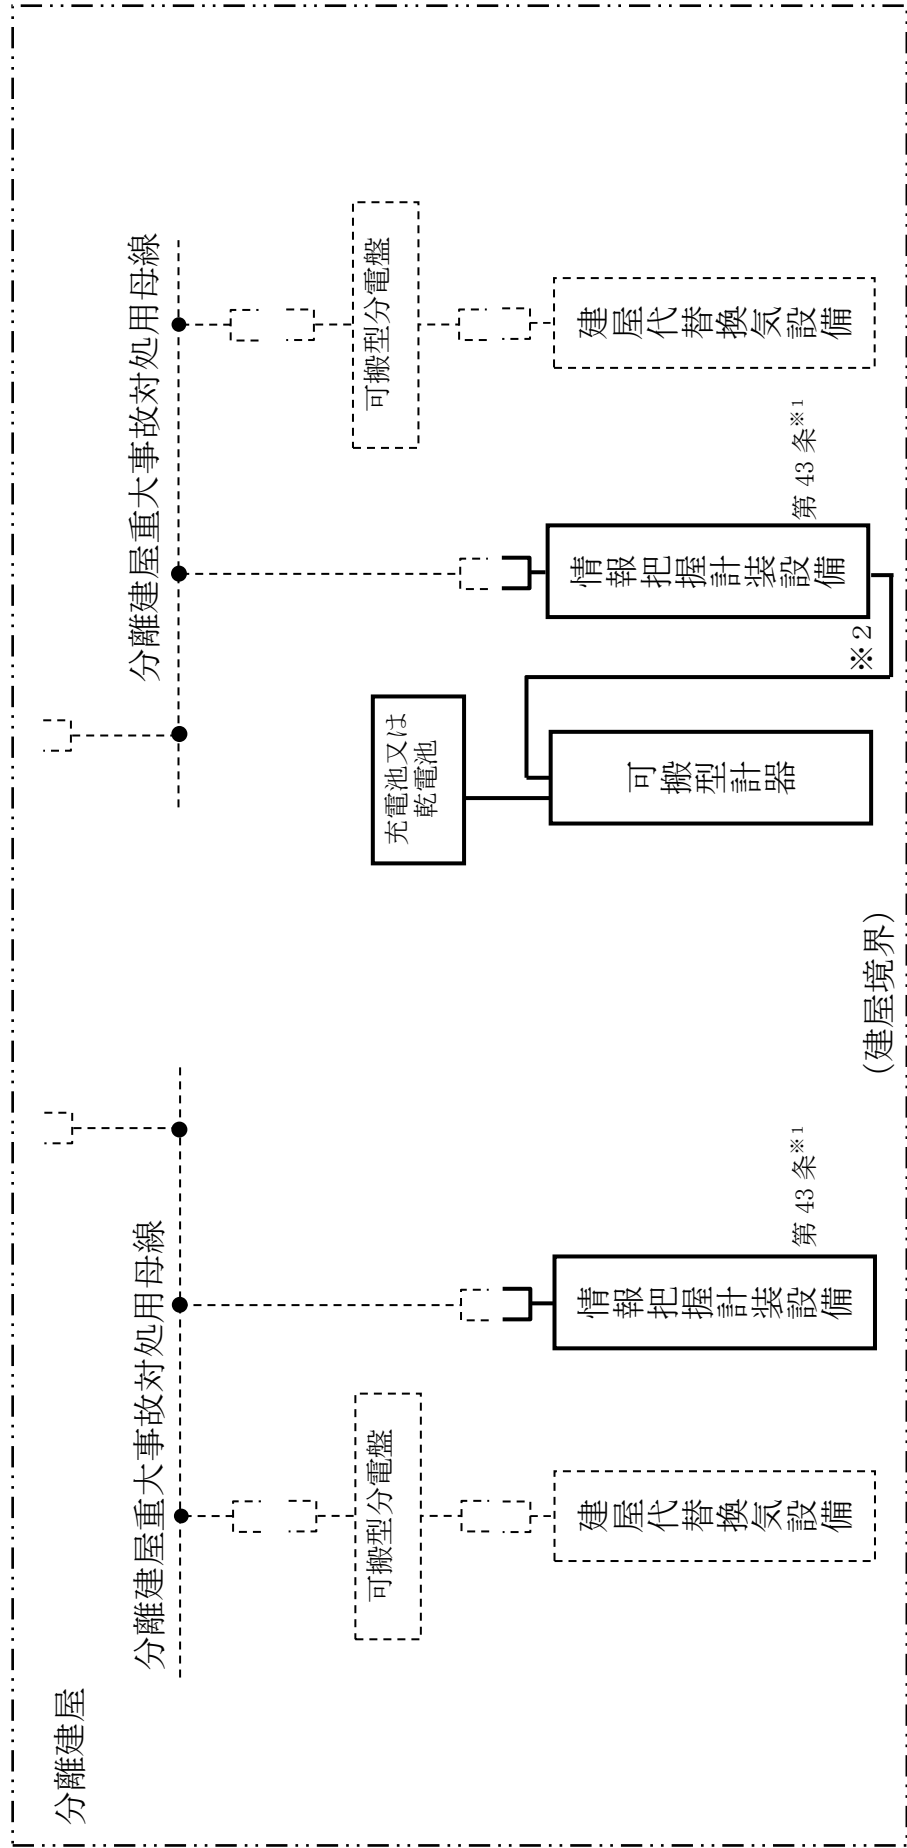 分離建屋
分離建屋重大事故対処用母線
可搬型分電盤
建屋代替換気設備
情報把握計装設備
第 43 条※1
分離建屋重大事故対処用母線
充電池又は
乾電池
可搬型計器
※2
情報把握計装設備
第 43 条※1
可搬型分電盤
建屋代替換気設備
(建屋境界)